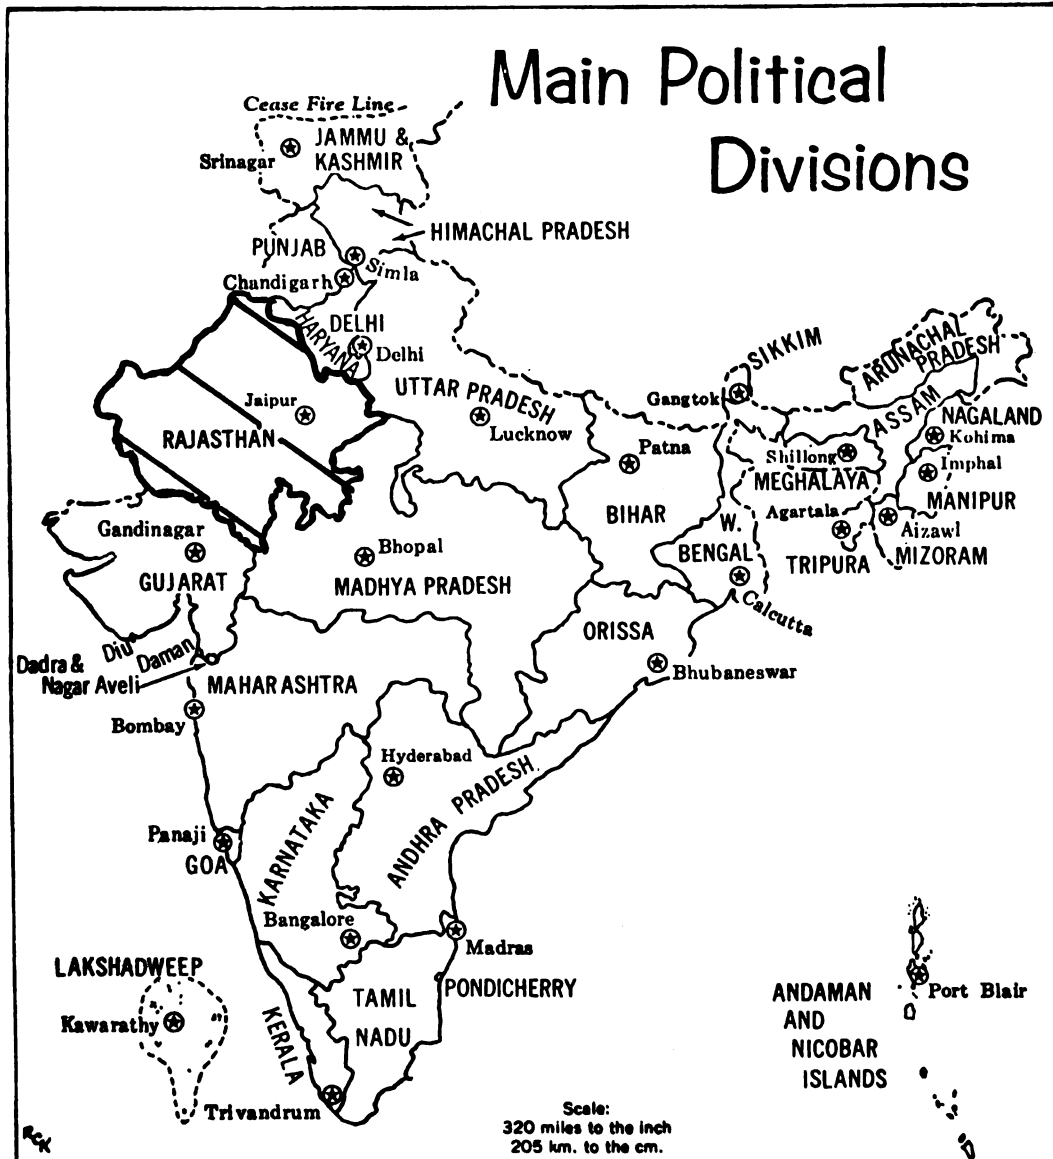 Main Political
Divisions
Cease Fire Line
JAMMU &
KASHMIR
Srinagar
HIMACHAL PRADESH
PUNJAB
Simla
Chandigarh
HARYANA
DELHI
Delhi
SIKKIM
ARUNACHAL
PRADESH
UTTAR PRADESH
Lucknow
Gangtok
ASSAM
NAGALAND
Kohima
Jaipur
RAJASTHAN
Patna
Shillong
MEGHALAYA
Imphal
MANIPUR
BIHAR
W.
BENGAL
Agartala
Aizawl
TRIPURA
MIZORAM
Gandinagar
GUJARAT
Bhopal
MADHYA PRADESH
Calcutta
ORISSA
Bhubaneswar
Diu
Daman
Dadra &
Nagar Aveli
MAHARASHTRA
Bombay
Hyderabad
ANDHRA PRADESH
KARNATAKA
Panaji
GOA
Bangalore
Madras
PONDICHERRY
LAKSHADWEEP
Kawarathy
TAMIL
NADU
KERALA
Trivandrum
Port Blair
ANDAMAN
AND
NICOBAR
ISLANDS
Scale:
320 miles to the inch
205 km. to the cm.
RCK